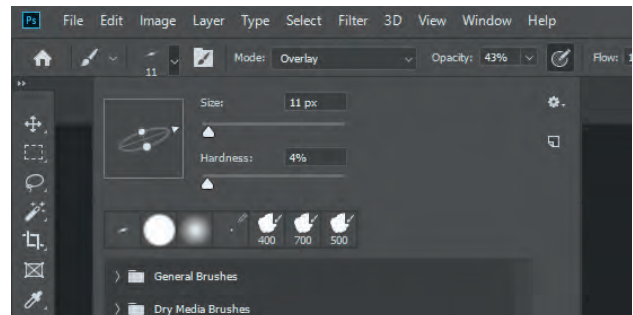 Ps File Edit Image Layer Type Select Filter 3D View Window Help
11 Mode: Overlay Opacity: 43% Flow: 1
Size: 11 px
Hardness: 4%
400 700 500
General Brushes
Dry Media Brushes